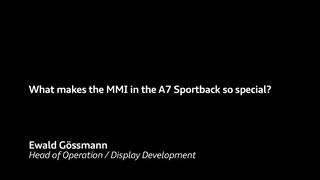 What makes the MMI in the A7 Sportback so special?
Ewald Gössmann
Head of Operation / Display Development